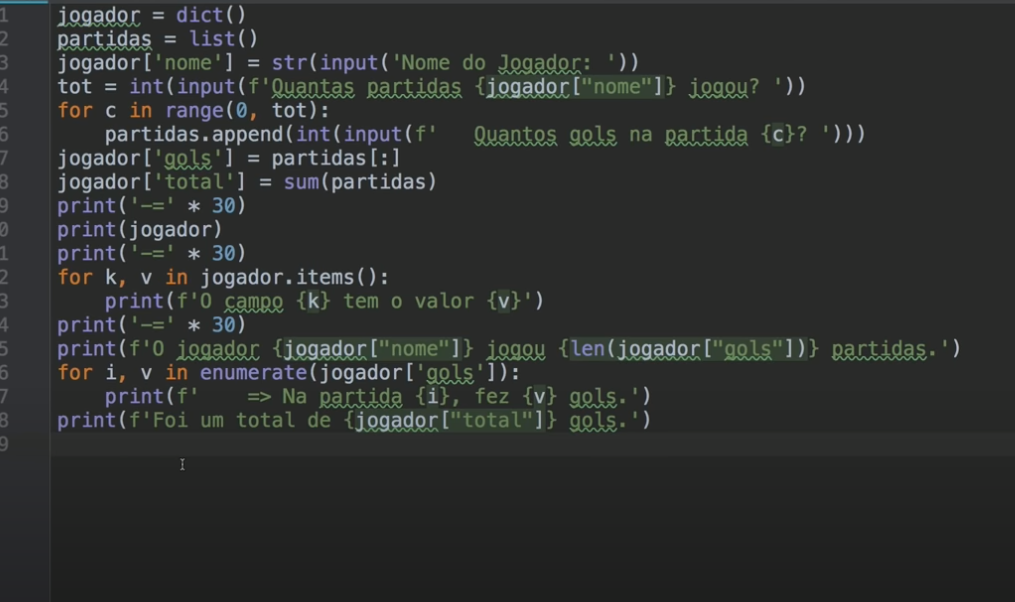 1 jogador = dict()
2 partidas = list()
3 jogador['nome'] = str(input('Nome do Jogador: '))
4 tot = int(input(f'Quantas partidas {jogador["nome"]} jogou? '))
5 for c in range(0, tot):
6     partidas.append(int(input(f'   Quantos gols na partida {c}? ')))
7 jogador['gols'] = partidas[:]
8 jogador['total'] = sum(partidas)
9 print('-=' * 30)
0 print(jogador)
1 print('-=' * 30)
2 for k, v in jogador.items():
3     print(f'O campo {k} tem o valor {v}')
4 print('-=' * 30)
5 print(f'O jogador {jogador["nome"]} jogou {len(jogador["gols"])} partidas.')
6 for i, v in enumerate(jogador['gols']):
7     print(f'    => Na partida {i}, fez {v} gols.')
8 print(f'Foi um total de {jogador["total"]} gols.')
9